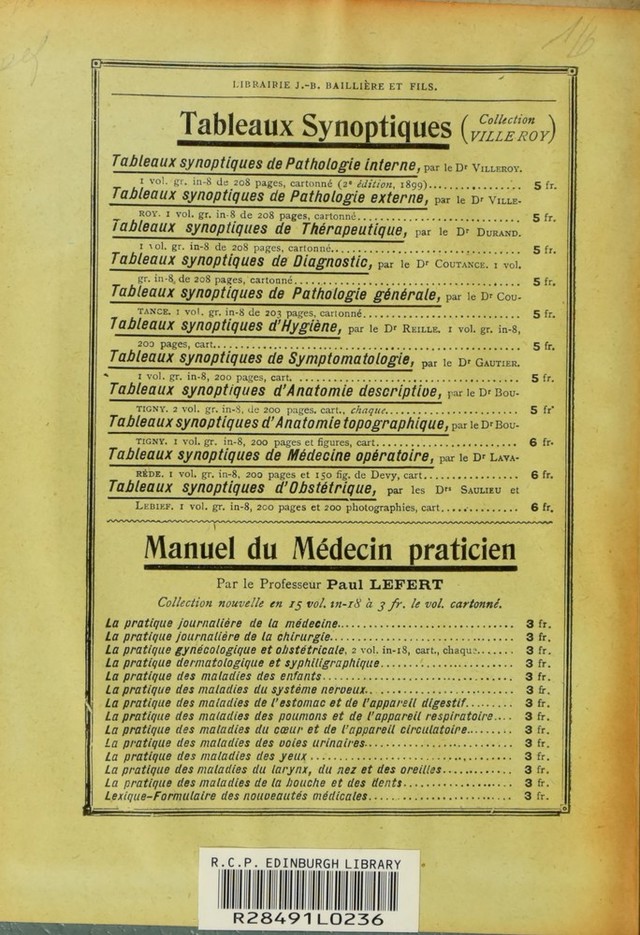 LIBRAIRIE J.-B. BAILLIÈRE ET FILS.
Tableaux Synoptiques (Collection VILLEROY)
Tableaux synoptiques de Pathologie interne, par le Dr VILLEROY.
1 vol. gr. in-8 de 208 pages, cartonné (2e édition, 1899)............... 5 fr.
Tableaux synoptiques de Pathologie externe, par le Dr VILLE-
ROY. 1 vol. gr. in-8 de 208 pages, cartonné............... 5 fr.
Tableaux synoptiques de Thérapeutique, par le Dr DURAND.
1 vol. gr. in-8 de 208 pages, cartonné............... 5 fr.
Tableaux synoptiques de Diagnostic, par le Dr COUTANCE. 1 vol.
gr. in-8, de 208 pages, cartonné............... 5 fr.
Tableaux synoptiques de Pathologie générale, par le Dr COU-
TANCE. 1 vol. gr. in-8 de 203 pages, cartonné............... 5 fr.
Tableaux synoptiques d'Hygiène, par le Dr REILLE. 1 vol. gr. in-8,
200 pages, cart............... 5 fr.
Tableaux synoptiques de Symptomatologie, par le Dr GAUTIER.
1 vol. gr. in-8, 200 pages, cart. ............... 5 fr.
Tableaux synoptiques d'Anatomie descriptive, par le Dr BOU-
TIGNY. 2 vol. gr. in-8, de 200 pages. cart., chaque............... 5 fr
Tableaux synoptiques d'Anatomie topographique, par le Dr BOU-
TIGNY. 1 vol. gr. in-8, 200 pages et figures, cart............... 6 fr.
Tableaux synoptiques de Médecine opératoire, par le Dr LAVA-
RÈDE. 1 vol. gr. in-8, 200 pages et 150 fig. de Devy, cart............... 6 fr.
Tableaux synoptiques d'Obstétrique, par les Drs SAULIEU et
LEBIEF. 1 vol. gr. in-8, 200 pages et 200 photographies, cart............... 6 fr.
Manuel du Médecin praticien
Par le Professeur Paul LEFERT
Collection nouvelle en 15 vol. in-18 à 3 fr. le vol. cartonné.
La pratique journalière de la médecine............... 3 fr.
La pratique journalière de la chirurgie............... 3 fr.
La pratique gynécologique et obstétricale, 2 vol. in-18, cart., chaque...... 3 fr.
La pratique dermatologique et syphiligraphique............... 3 fr.
La pratique des maladies des enfants............... 3 fr.
La pratique des maladies du système nerveux............... 3 fr.
La pratique des maladies de l'estomac et de l'appareil digestif......... 3 fr.
La pratique des maladies des poumons et de l'appareil respiratoire.... 3 fr.
La pratique des maladies du cœur et de l'appareil circulatoire......... 3 fr.
La pratique des maladies des voies urinaires............... 3 fr.
La pratique des maladies des yeux............... 3 fr.
La pratique des maladies du larynx, du nez et des oreilles............ 3 fr.
La pratique des maladies de la bouche et des dents............... 3 fr.
Lexique-Formulaire des nouveautés médicales............... 3 fr.
R.C.P. EDINBURGH LIBRARY
R28491L0236